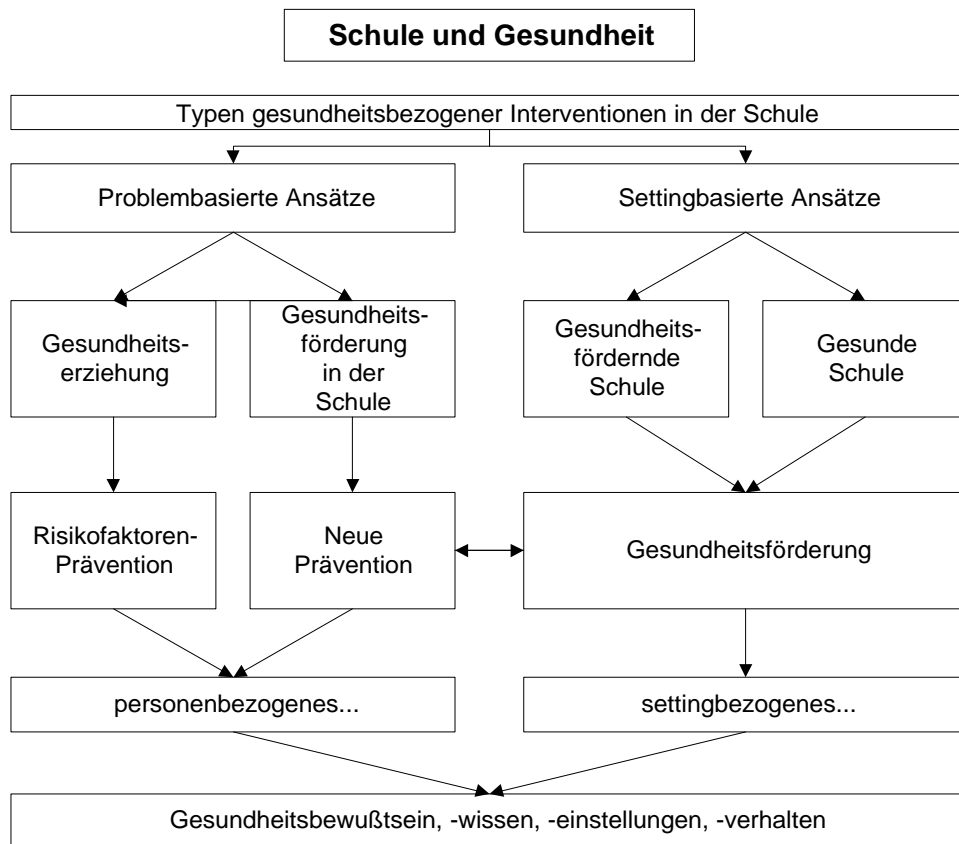 Schule und Gesundheit
Typen gesundheitsbezogener Interventionen in der Schule
Problembasierte Ansätze
Settingbasierte Ansätze
Gesundheits-
erziehung
Gesundheits-
förderung
in der
Schule
Gesundheits-
fördernde
Schule
Gesunde
Schule
Risikofaktoren-
Prävention
Neue
Prävention
Gesundheitsförderung
personenbezogenes...
settingbezogenes...
Gesundheitsbewußtsein, -wissen, -einstellungen, -verhalten